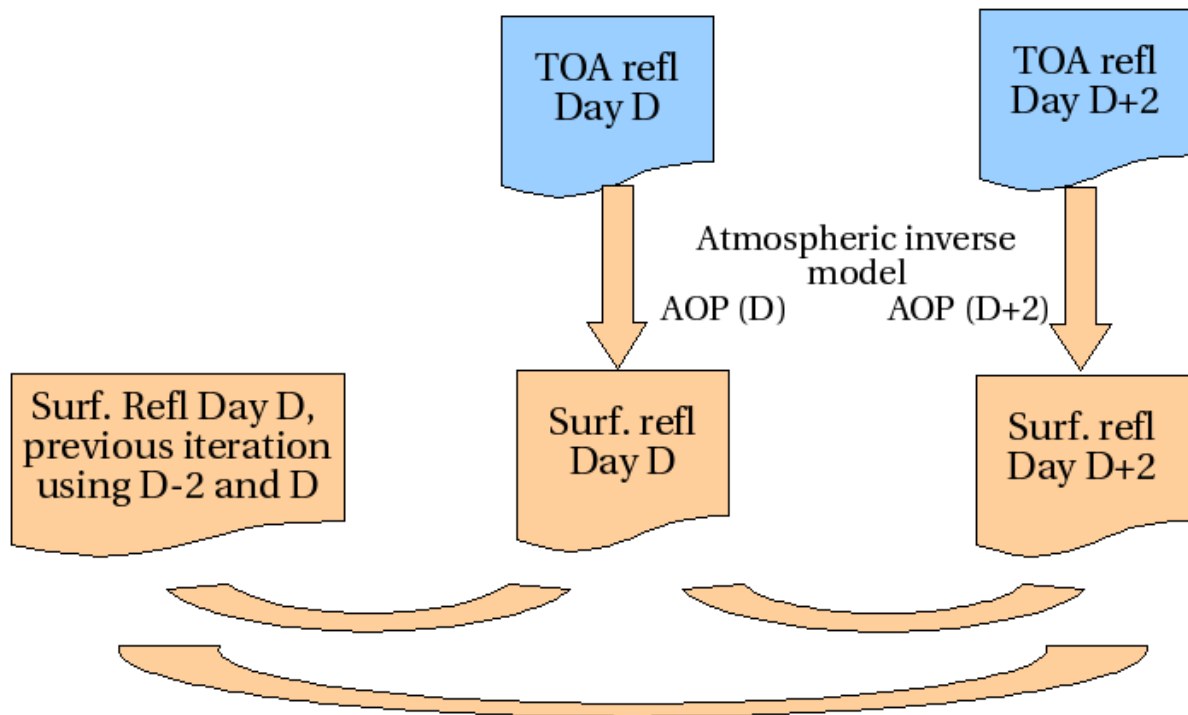 TOA refl
Day D
TOA refl
Day D+2
Atmospheric inverse
model
AOP (D)
AOP (D+2)
Surf. Refl Day D,
previous iteration
using D-2 and D
Surf. refl
Day D
Surf. refl
Day D+2